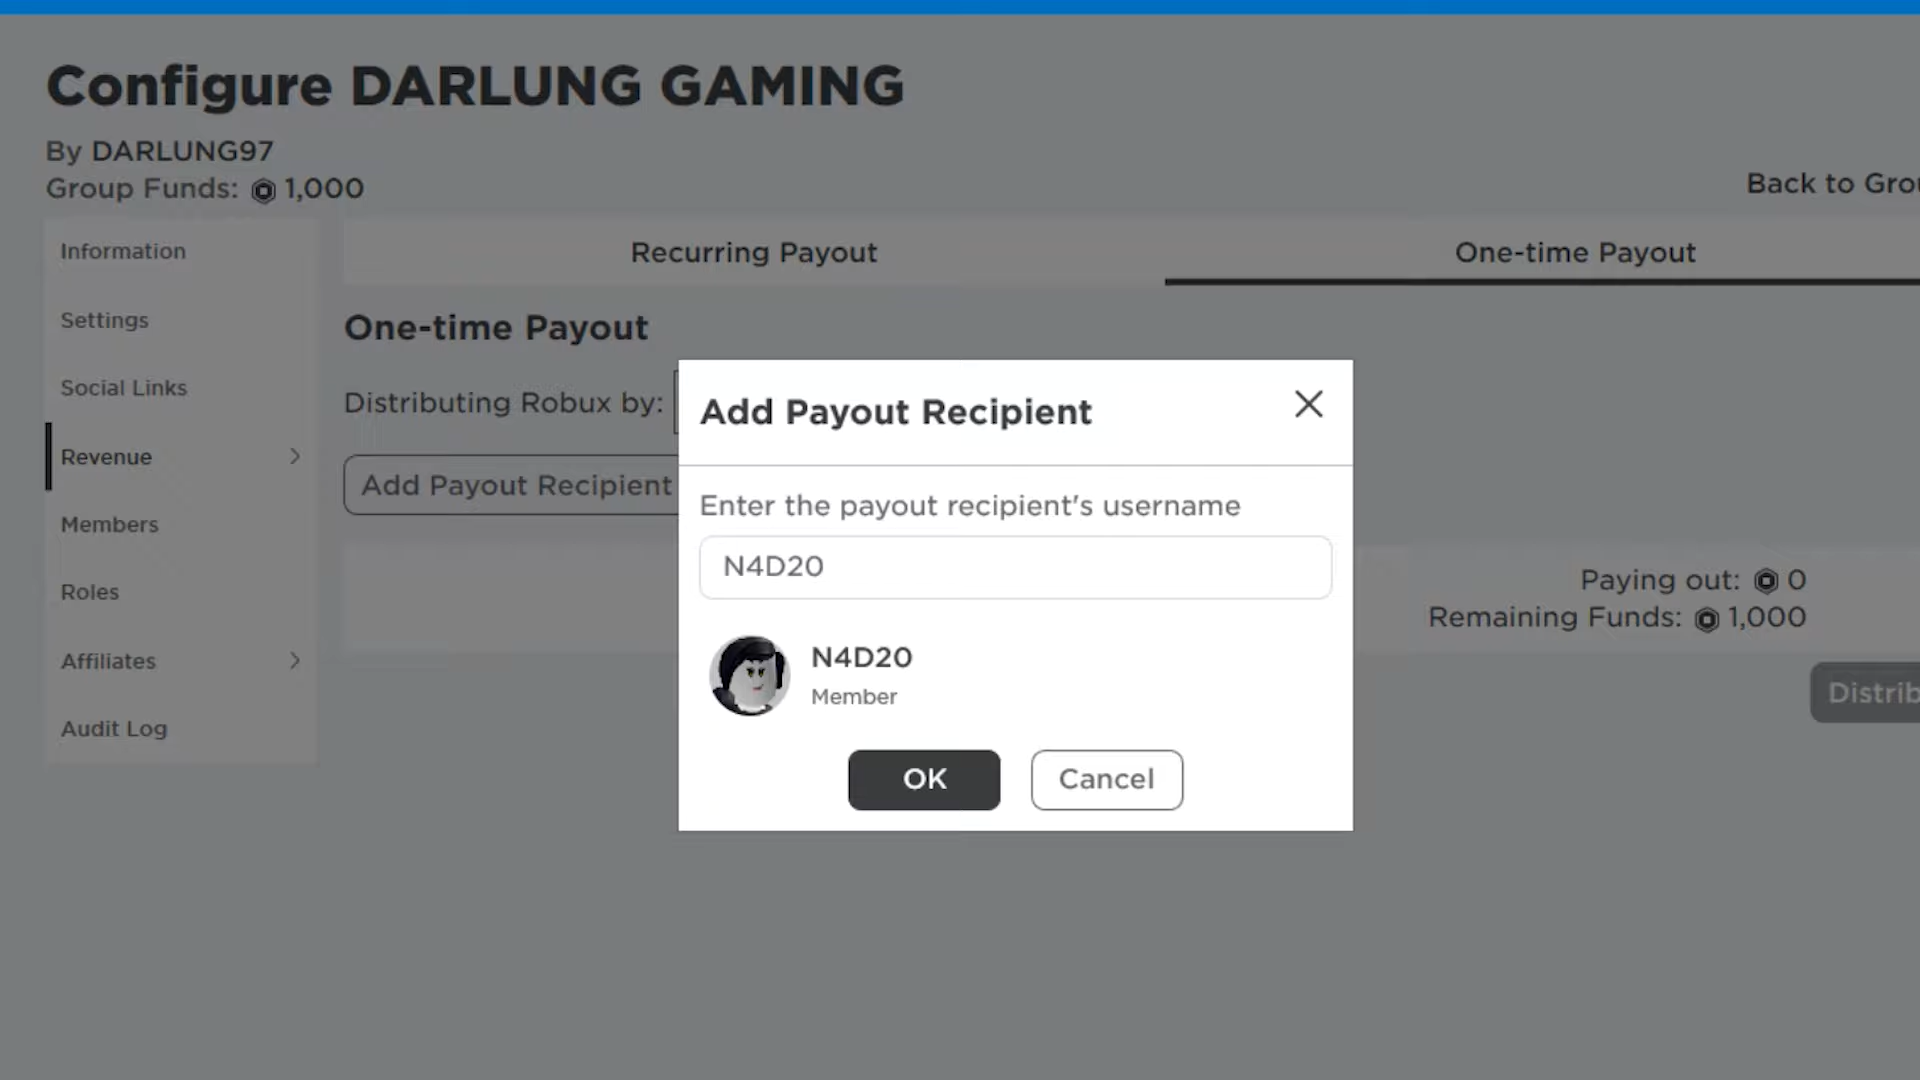 Configure DARLUNG GAMING
By DARLUNG97
Group Funds: 1,000
Back to Grou
Information
Settings
Social Links
Revenue
Members
Roles
Affiliates
Audit Log
Recurring Payout
One-time Payout
One-time Payout
Distributing Robux by:
Add Payout Recipient
Add Payout Recipient
Enter the payout recipient's username
N4D20
N4D20
Member
OK
Cancel
Paying out: 0
Remaining Funds: 1,000
Distrib